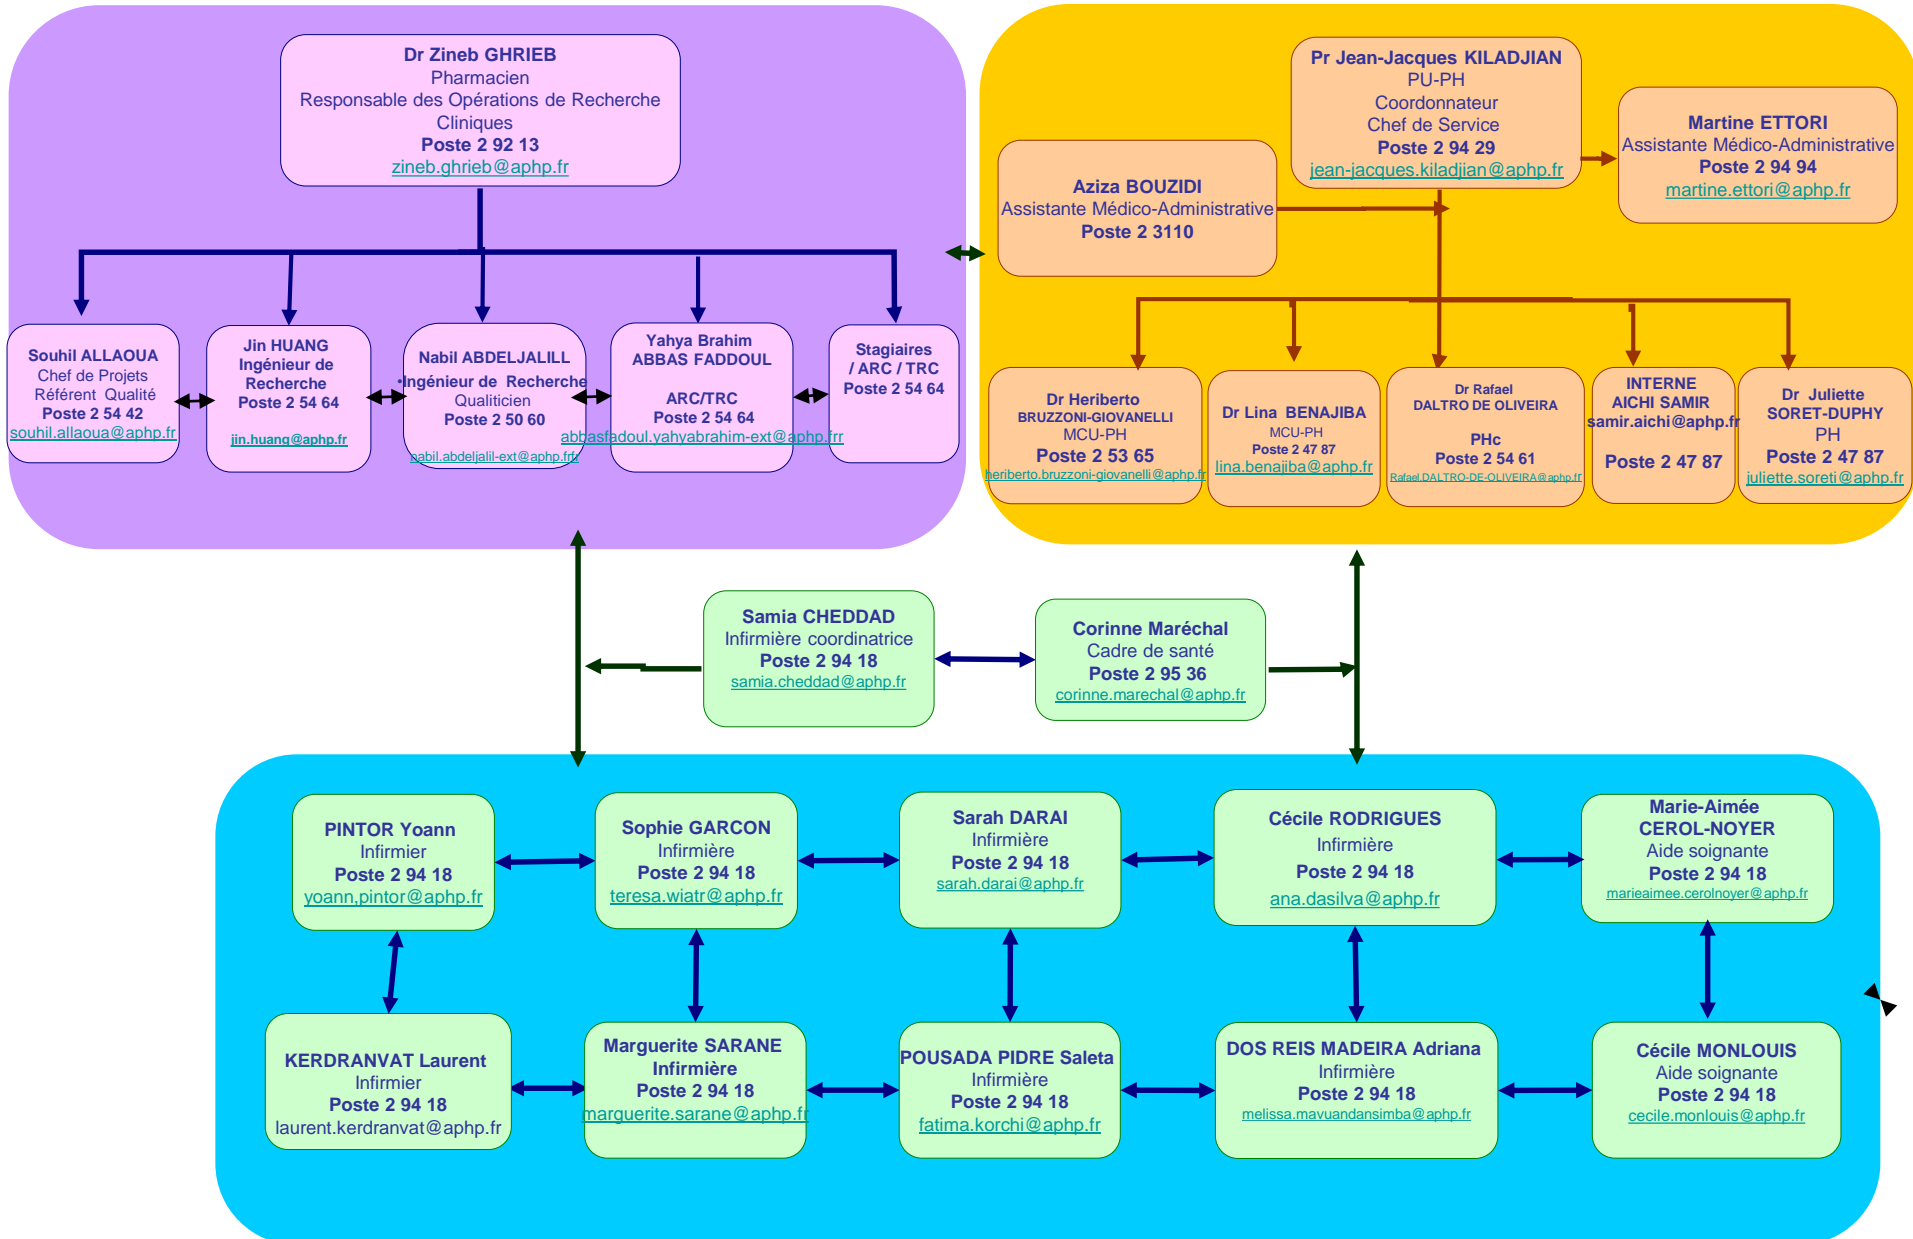 Dr Zineb GHRIEB
Pharmacien
Responsable des Opérations de Recherche
Cliniques
Poste 2 92 13
zineb.ghrieb@aphp.fr
Souhil ALLAOUA
Chef de Projets
Référent Qualité
Poste 2 54 42
souhil.allaoua@aphp.fr
Jin HUANG
Ingénieur de
Recherche
Poste 2 54 64
jin.huang@aphp.fr
Nabil ABDELJALILL
•Ingénieur de Recherche
Qualiticien
Poste 2 50 60
nabil.abdeljalil-ext@aphp.frfr
Yahya Brahim
ABBAS FADDOUL
ARC/TRC
Poste 2 54 64
abbasfadoul.yahyabrahim-ext@aphp.frr
Stagiaires
/ ARC / TRC
Poste 2 54 64
Pr Jean-Jacques KILADJIAN
PU-PH
Coordonnateur
Chef de Service
Poste 2 94 29
jean-jacques.kiladjian@aphp.fr
Martine ETTORI
Assistante Médico-Administrative
Poste 2 94 94
martine.ettori@aphp.fr
Aziza BOUZIDI
Assistante Médico-Administrative
Poste 2 3110
Dr Heriberto
BRUZZONI-GIOVANELLI
MCU-PH
Poste 2 53 65
heriberto.bruzzoni-giovanelli@aphp.fr
Dr Lina BENAJIBA
MCU-PH
Poste 2 47 87
lina.benajiba@aphp.fr
Dr Rafael
DALTRO DE OLIVEIRA
PHc
Poste 2 54 61
Rafael.DALTRO-DE-OLIVEIRA@aphp.fr
INTERNE
AICHI SAMIR
samir.aichi@aphp.fr
Poste 2 47 87
Dr Juliette
SORET-DUPHY
PH
Poste 2 47 87
juliette.soreti@aphp.fr
Samia CHEDDAD
Infirmière coordinatrice
Poste 2 94 18
samia.cheddad@aphp.fr
Corinne Maréchal
Cadre de santé
Poste 2 95 36
corinne.marechal@aphp.fr
PINTOR Yoann
Infirmier
Poste 2 94 18
yoann,pintor@aphp.fr
Sophie GARCON
Infirmière
Poste 2 94 18
teresa.wiatr@aphp.fr
Sarah DARAI
Infirmière
Poste 2 94 18
sarah.darai@aphp.fr
Cécile RODRIGUES
Infirmière
Poste 2 94 18
ana.dasilva@aphp.fr
Marie-Aimée
CEROL-NOYER
Aide soignante
Poste 2 94 18
marieaimee.cerolnoyer@aphp.fr
KERDRANVAT Laurent
Infirmier
Poste 2 94 18
laurent.kerdranvat@aphp.fr
Marguerite SARANE
Infirmière
Poste 2 94 18
marguerite.sarane@aphp.fr
POUSADA PIDRE Saleta
Infirmière
Poste 2 94 18
fatima.korchi@aphp.fr
DOS REIS MADEIRA Adriana
Infirmière
Poste 2 94 18
melissa.mavuandansimba@aphp.fr
Cécile MONLOUIS
Aide soignante
Poste 2 94 18
cecile.monlouis@aphp.fr